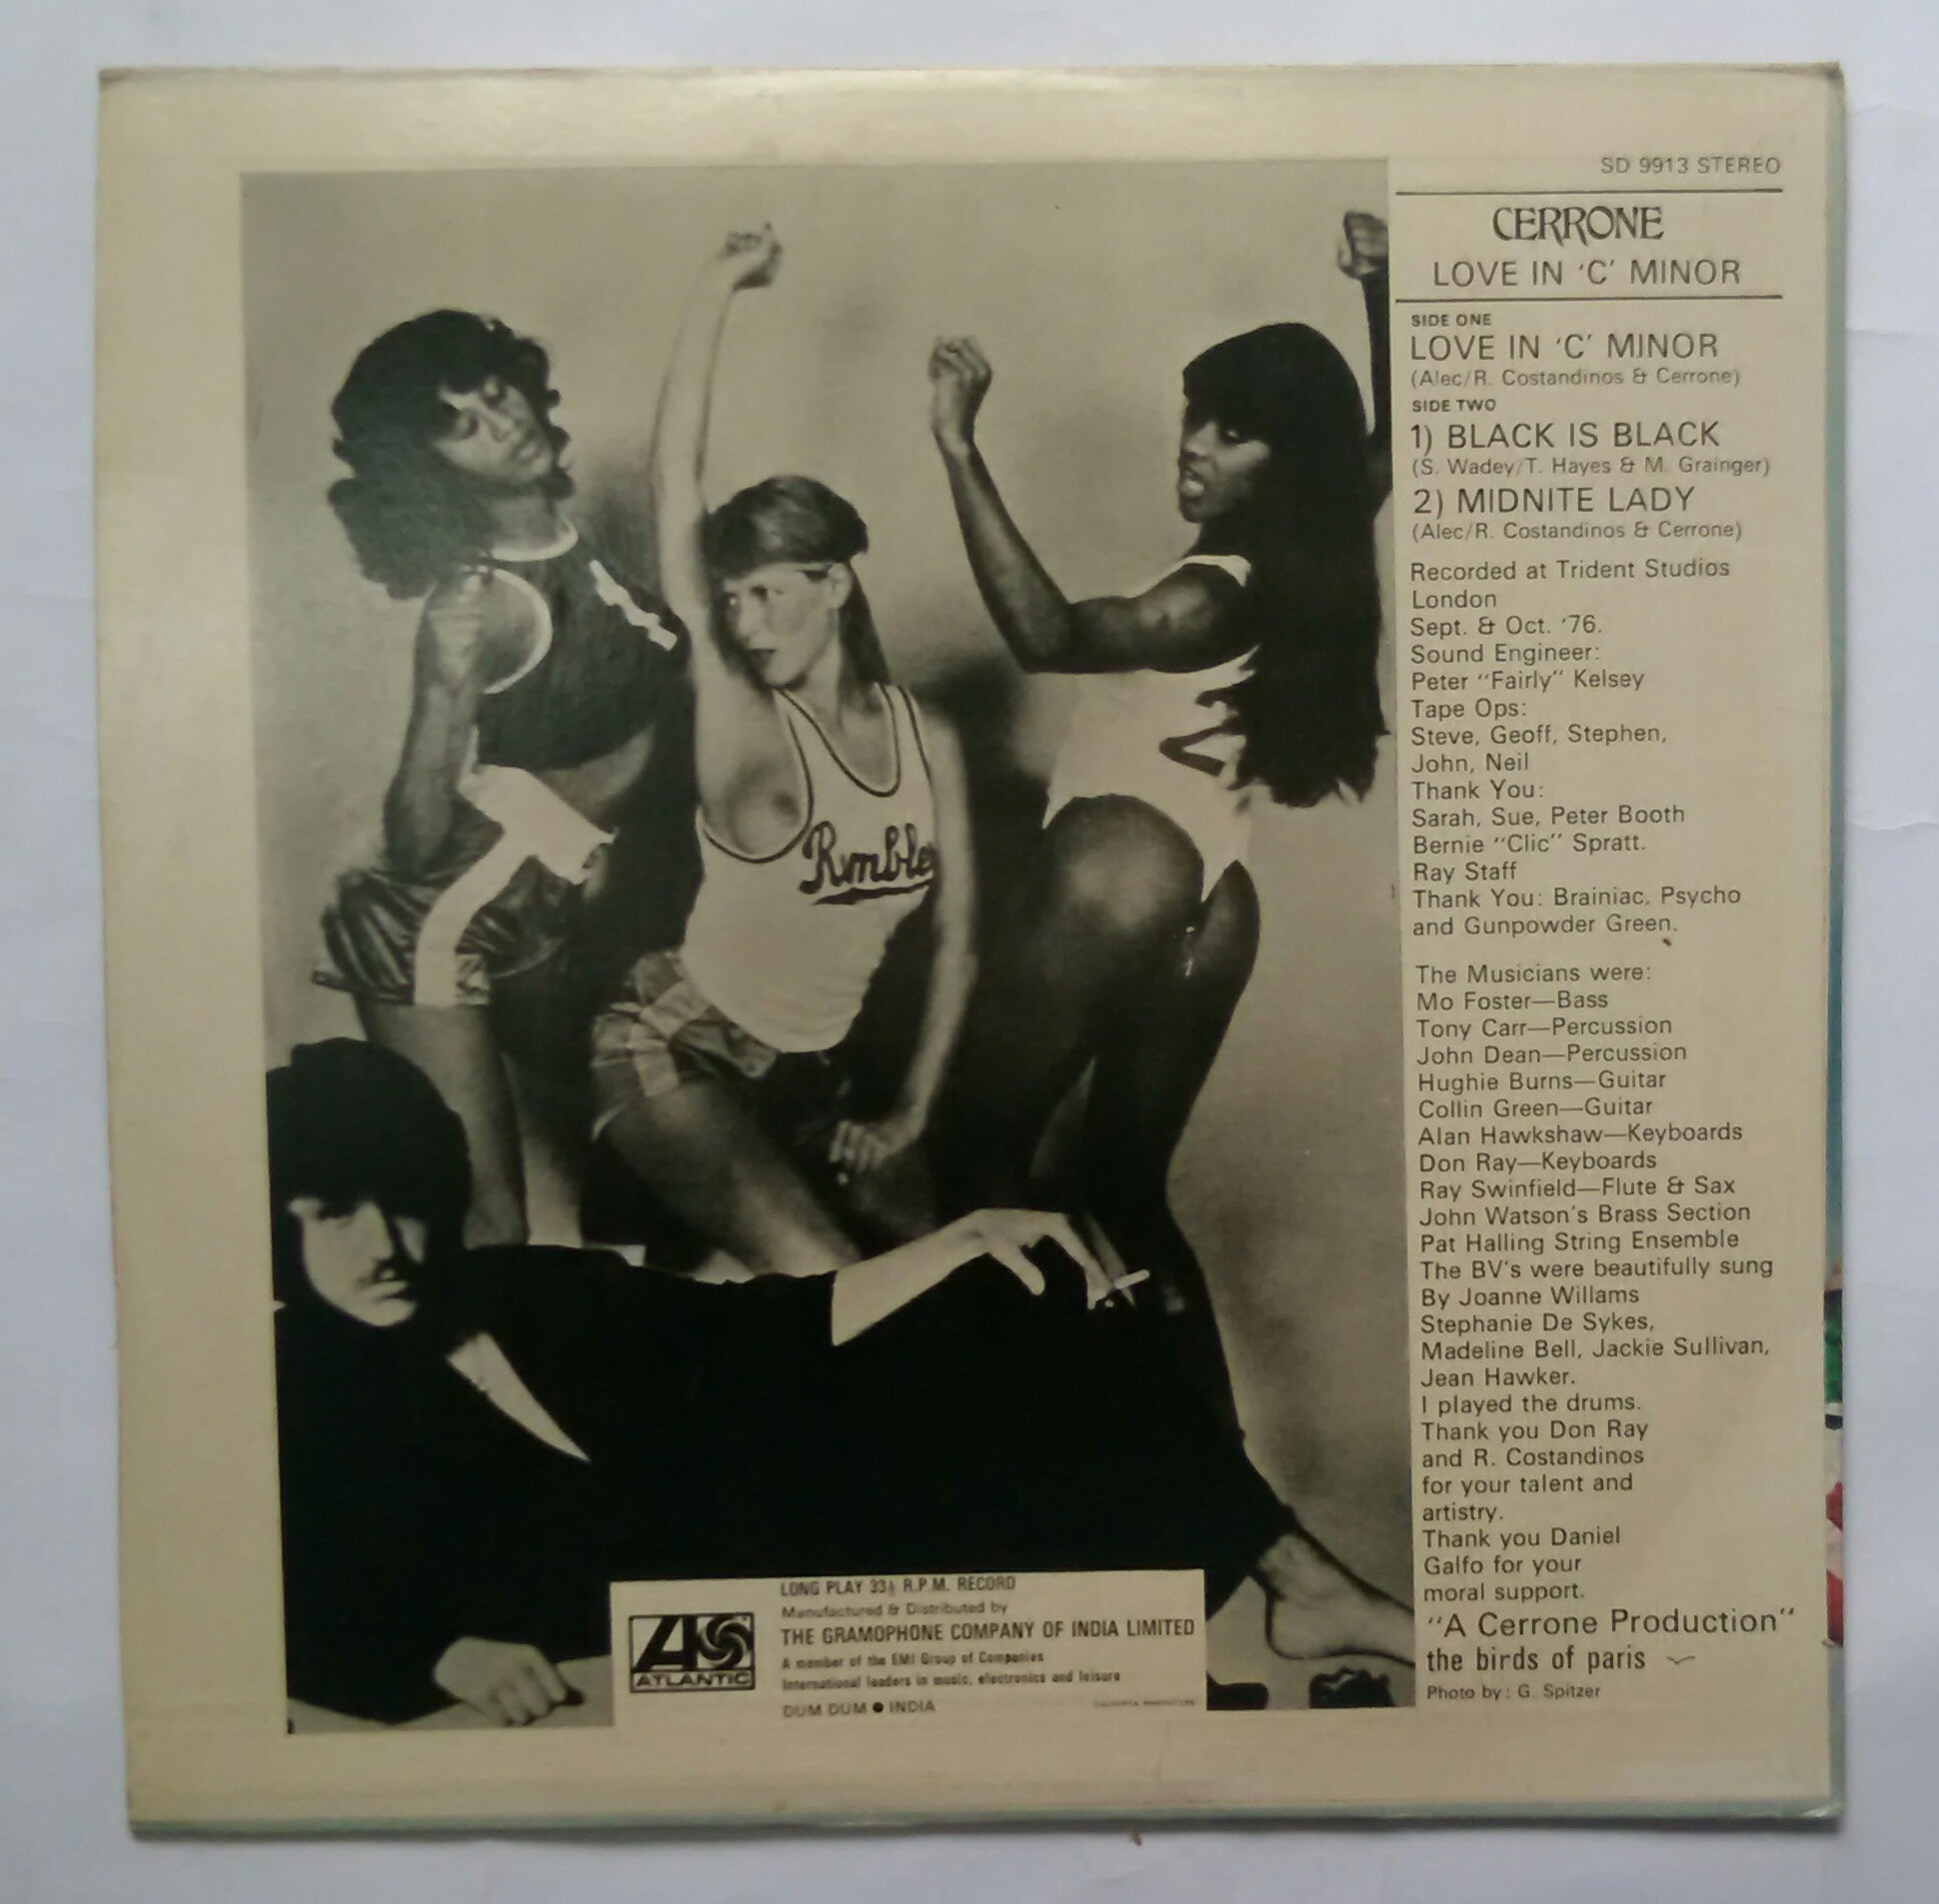 SD 9913 STEREO
CERRONE
LOVE IN 'C' MINOR
SIDE ONE
LOVE IN 'C' MINOR
(Alec/R. Costandinos & Cerrone)
SIDE TWO
1) BLACK IS BLACK
(S. Wadey/T. Hayes & M. Grainger)
2) MIDNITE LADY
(Alec/R. Costandinos & Cerrone)
Recorded at Trident Studios
London
Sept. & Oct. '76.
Sound Engineer:
Peter "Fairly" Kelsey
Tape Ops:
Steve, Geoff, Stephen,
John, Neil
Thank You:
Sarah, Sue, Peter Booth
Bernie "Clic" Spratt.
Ray Staff
Thank You: Brainiac, Psycho
and Gunpowder Green.
The Musicians were:
Mo Foster—Bass
Tony Carr—Percussion
John Dean—Percussion
Hughie Burns—Guitar
Collin Green—Guitar
Alan Hawkshaw—Keyboards
Don Ray—Keyboards
Ray Swinfield—Flute & Sax
John Watson's Brass Section
Pat Halling String Ensemble
The BV's were beautifully sung
By Joanne Willams
Stephanie De Sykes,
Madeline Bell, Jackie Sullivan,
Jean Hawker.
I played the drums.
Thank you Don Ray
and R. Costandinos
for your talent and
artistry.
Thank you Daniel
Galfo for your
moral support.
"A Cerrone Production"
the birds of paris
Photo by: G. Spitzer
Rmble
LONG PLAY 33⅓ R.P.M. RECORD
Manufactured & Distributed by
THE GRAMOPHONE COMPANY OF INDIA LIMITED
A member of the EMI Group of Companies
International leaders in music, electronics and leisure
DUM DUM ● INDIA
ATLANTIC